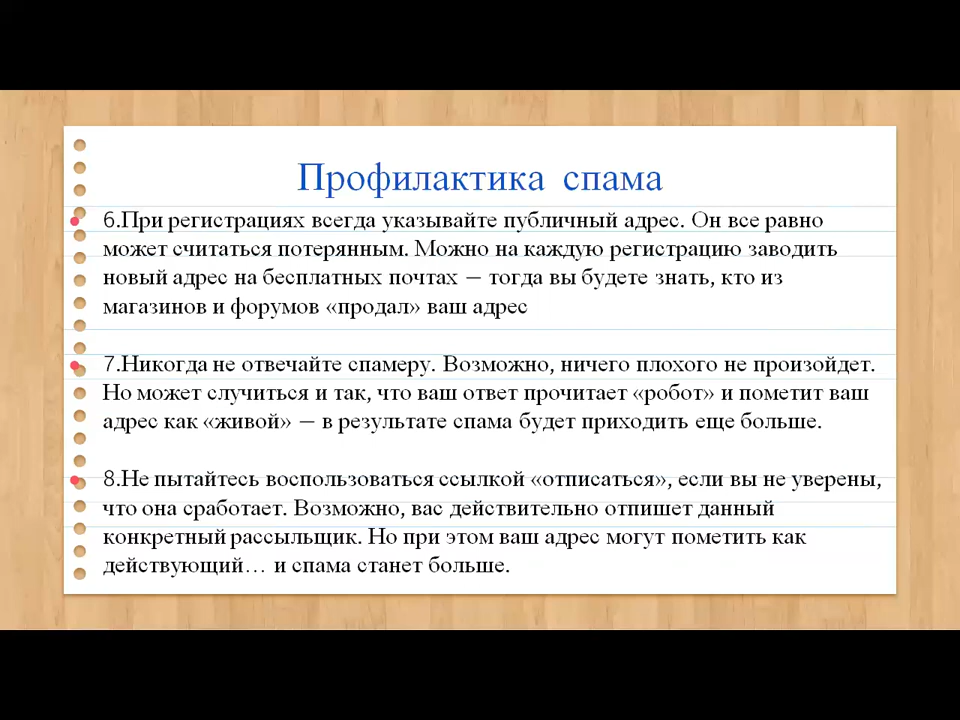 Профилактика спама
6.При регистрациях всегда указывайте публичный адрес. Он все равно
может считаться потерянным. Можно на каждую регистрацию заводить
новый адрес на бесплатных почтах – тогда вы будете знать, кто из
магазинов и форумов «продал» ваш адрес
7.Никогда не отвечайте спамеру. Возможно, ничего плохого не произойдет.
Но может случиться и так, что ваш ответ прочитает «робот» и пометит ваш
адрес как «живой» – в результате спама будет приходить еще больше.
8.Не пытайтесь воспользоваться ссылкой «отписаться», если вы не уверены,
что она сработает. Возможно, вас действительно отпишет данный
конкретный рассыльщик. Но при этом ваш адрес могут пометить как
действующий… и спама станет больше.